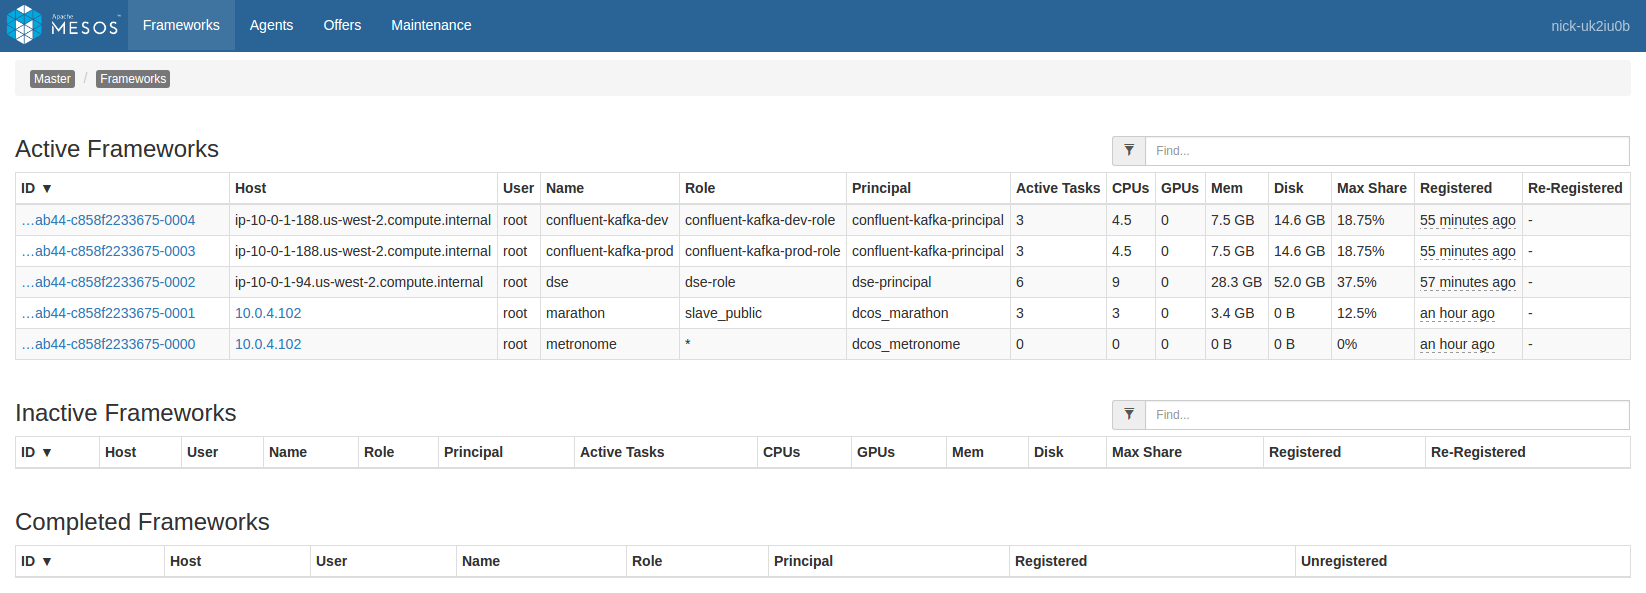 Apache MESOS™ Frameworks Agents Offers Maintenance nick-uk2iu0b
Master / Frameworks
Active Frameworks Find...
ID ▼ Host User Name Role Principal Active Tasks CPUs GPUs Mem Disk Max Share Registered Re-Registered
…ab44-c858f2233675-0004 ip-10-0-1-188.us-west-2.compute.internal root confluent-kafka-dev confluent-kafka-dev-role confluent-kafka-principal 3 4.5 0 7.5 GB 14.6 GB 18.75% 55 minutes ago -
…ab44-c858f2233675-0003 ip-10-0-1-188.us-west-2.compute.internal root confluent-kafka-prod confluent-kafka-prod-role confluent-kafka-principal 3 4.5 0 7.5 GB 14.6 GB 18.75% 55 minutes ago -
…ab44-c858f2233675-0002 ip-10-0-1-94.us-west-2.compute.internal root dse dse-role dse-principal 6 9 0 28.3 GB 52.0 GB 37.5% 57 minutes ago -
…ab44-c858f2233675-0001 10.0.4.102 root marathon slave_public dcos_marathon 3 3 0 3.4 GB 0 B 12.5% an hour ago -
…ab44-c858f2233675-0000 10.0.4.102 root metronome * dcos_metronome 0 0 0 0 B 0 B 0% an hour ago -
Inactive Frameworks Find...
ID ▼ Host User Name Role Principal Active Tasks CPUs GPUs Mem Disk Max Share Registered Re-Registered
Completed Frameworks
ID ▼ Host User Name Role Principal Registered Unregistered